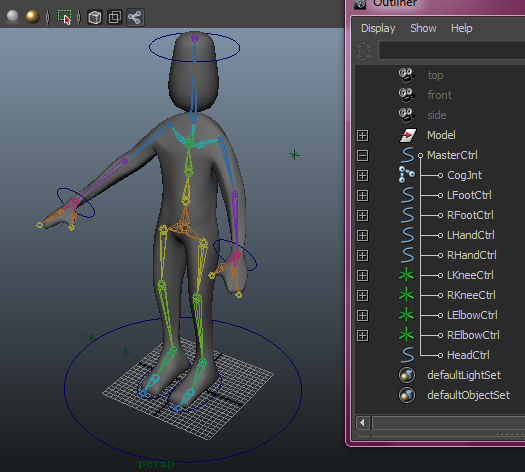 Outliner
Display Show Help
top
front
side
Model
MasterCtrl
CogJnt
LFootCtrl
RFootCtrl
LHandCtrl
RHandCtrl
LKneeCtrl
RKneeCtrl
LElbowCtrl
RElbowCtrl
HeadCtrl
defaultLightSet
defaultObjectSet
persp